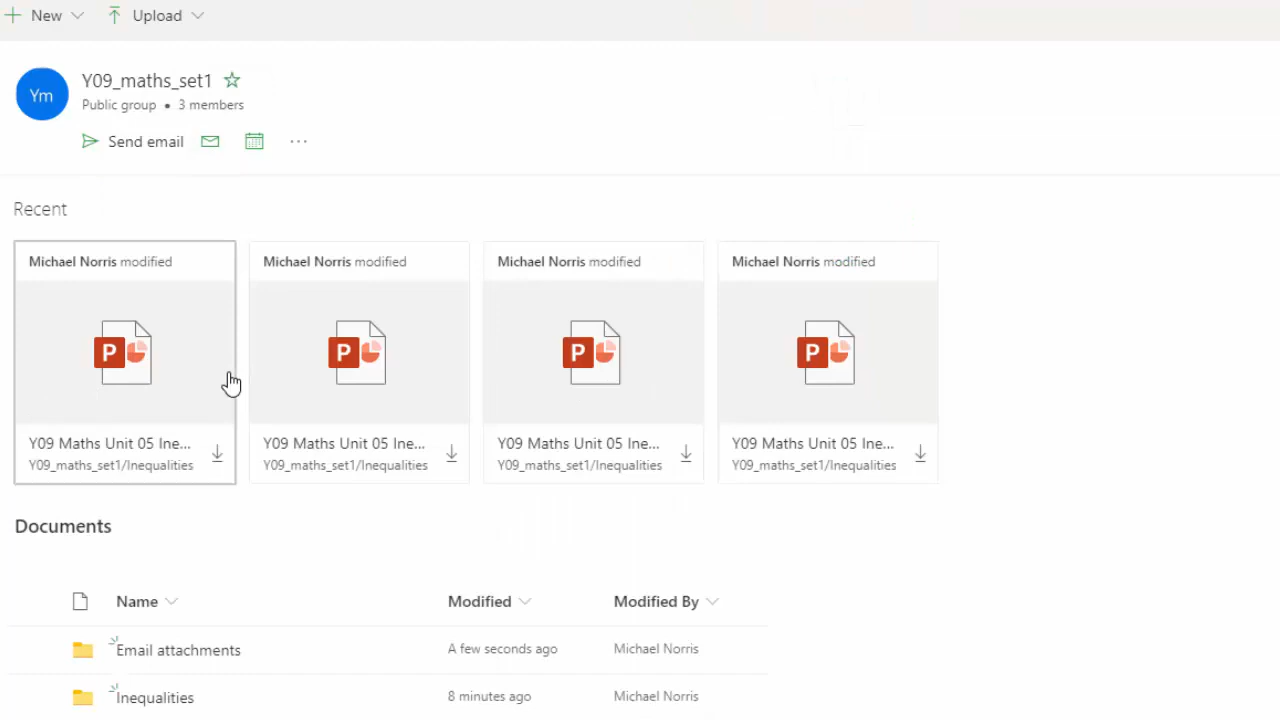 New Upload
Ym
Y09_maths_set1
Public group • 3 members
Send email
Recent
Michael Norris modified Michael Norris modified Michael Norris modified Michael Norris modified
P P P P
Y09 Maths Unit 05 Ine... Y09 Maths Unit 05 Ine... Y09 Maths Unit 05 Ine... Y09 Maths Unit 05 Ine...
Y09_maths_set1/Inequalities Y09_maths_set1/Inequalities Y09_maths_set1/Inequalities Y09_maths_set1/Inequalities
Documents
Name Modified Modified By
Email attachments A few seconds ago Michael Norris
Inequalities 8 minutes ago Michael Norris